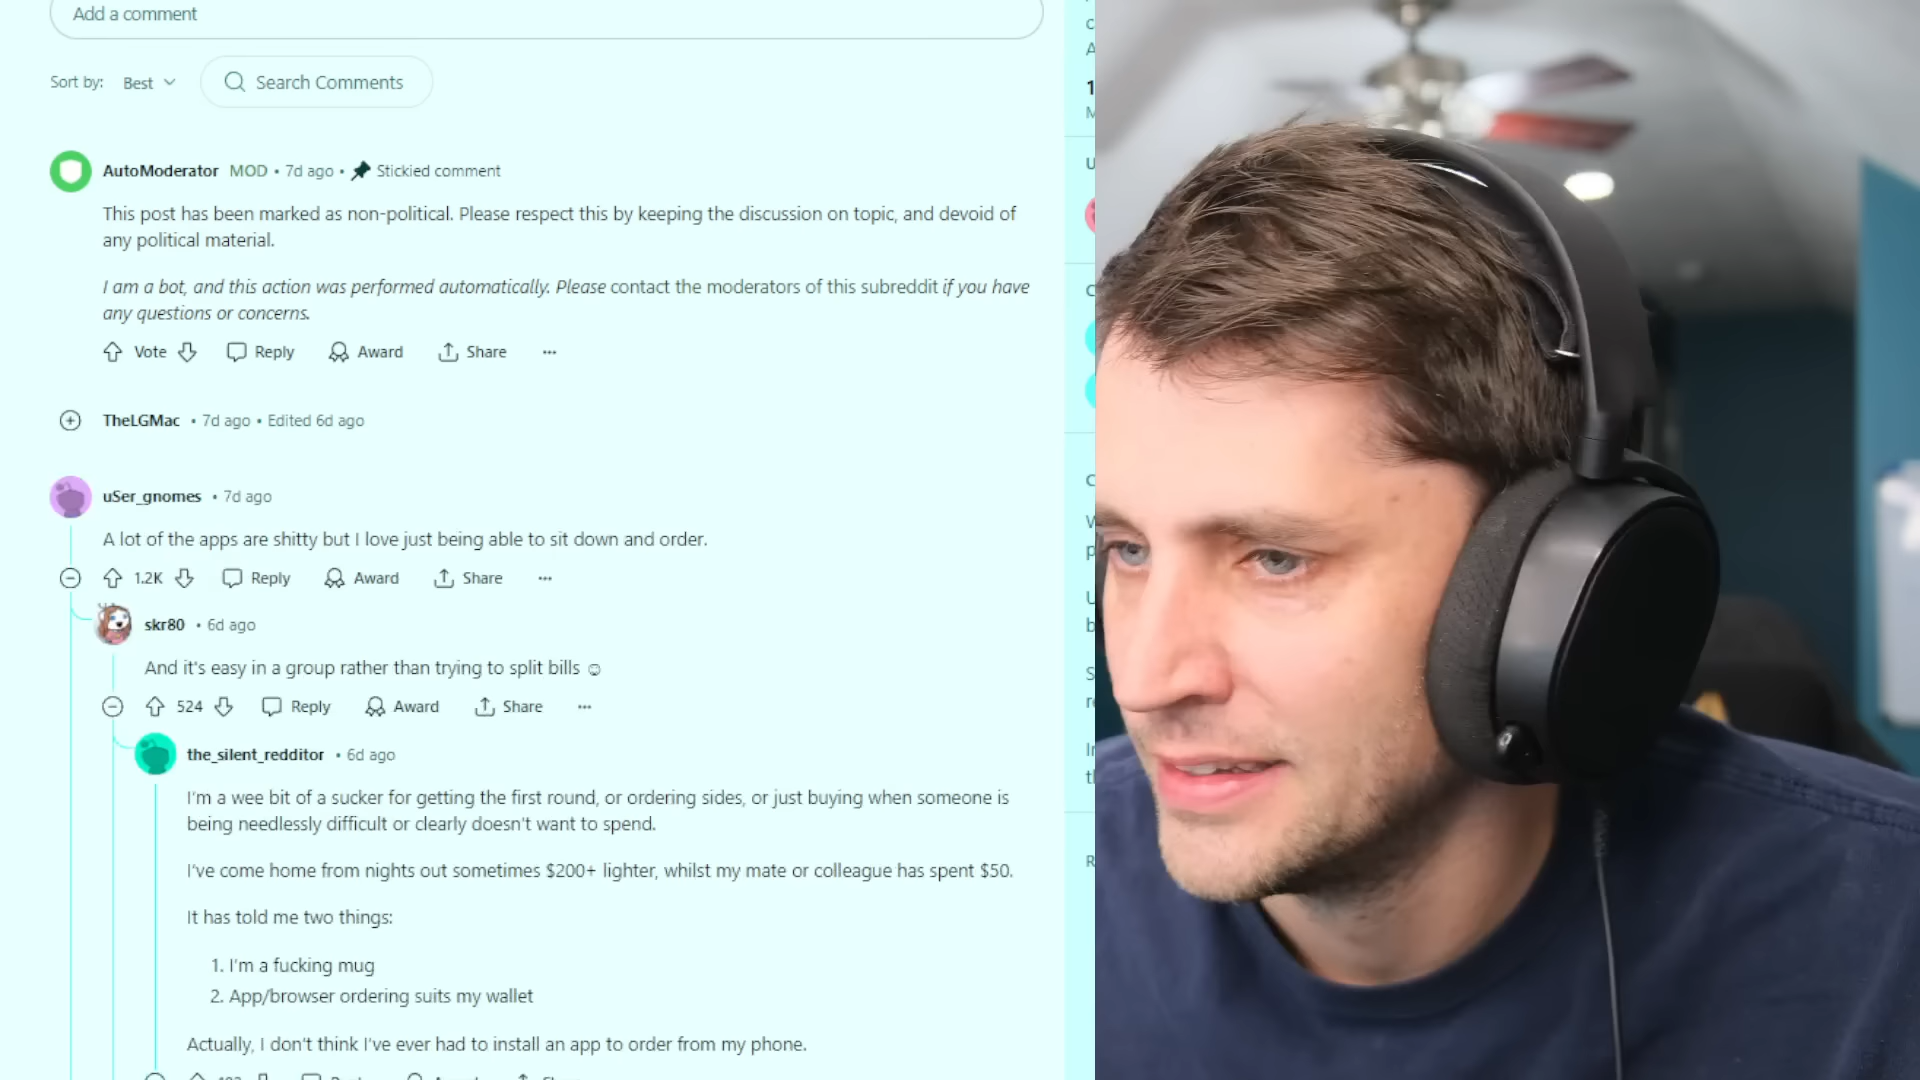 Add a comment
Sort by: Best Search Comments
AutoModerator MOD • 7d ago • Stickied comment
This post has been marked as non-political. Please respect this by keeping the discussion on topic, and devoid of
any political material.
I am a bot, and this action was performed automatically. Please contact the moderators of this subreddit if you have
any questions or concerns.
Vote Reply Award Share ...
TheLGMac • 7d ago • Edited 6d ago
uSer_gnomes • 7d ago
A lot of the apps are shitty but I love just being able to sit down and order.
1.2K Reply Award Share ...
skr80 • 6d ago
And it's easy in a group rather than trying to split bills ☺
524 Reply Award Share ...
the_silent_redditor • 6d ago
I'm a wee bit of a sucker for getting the first round, or ordering sides, or just buying when someone is
being needlessly difficult or clearly doesn't want to spend.
I've come home from nights out sometimes $200+ lighter, whilst my mate or colleague has spent $50.
It has told me two things:
1. I'm a fucking mug
2. App/browser ordering suits my wallet
Actually, I don't think I've ever had to install an app to order from my phone.